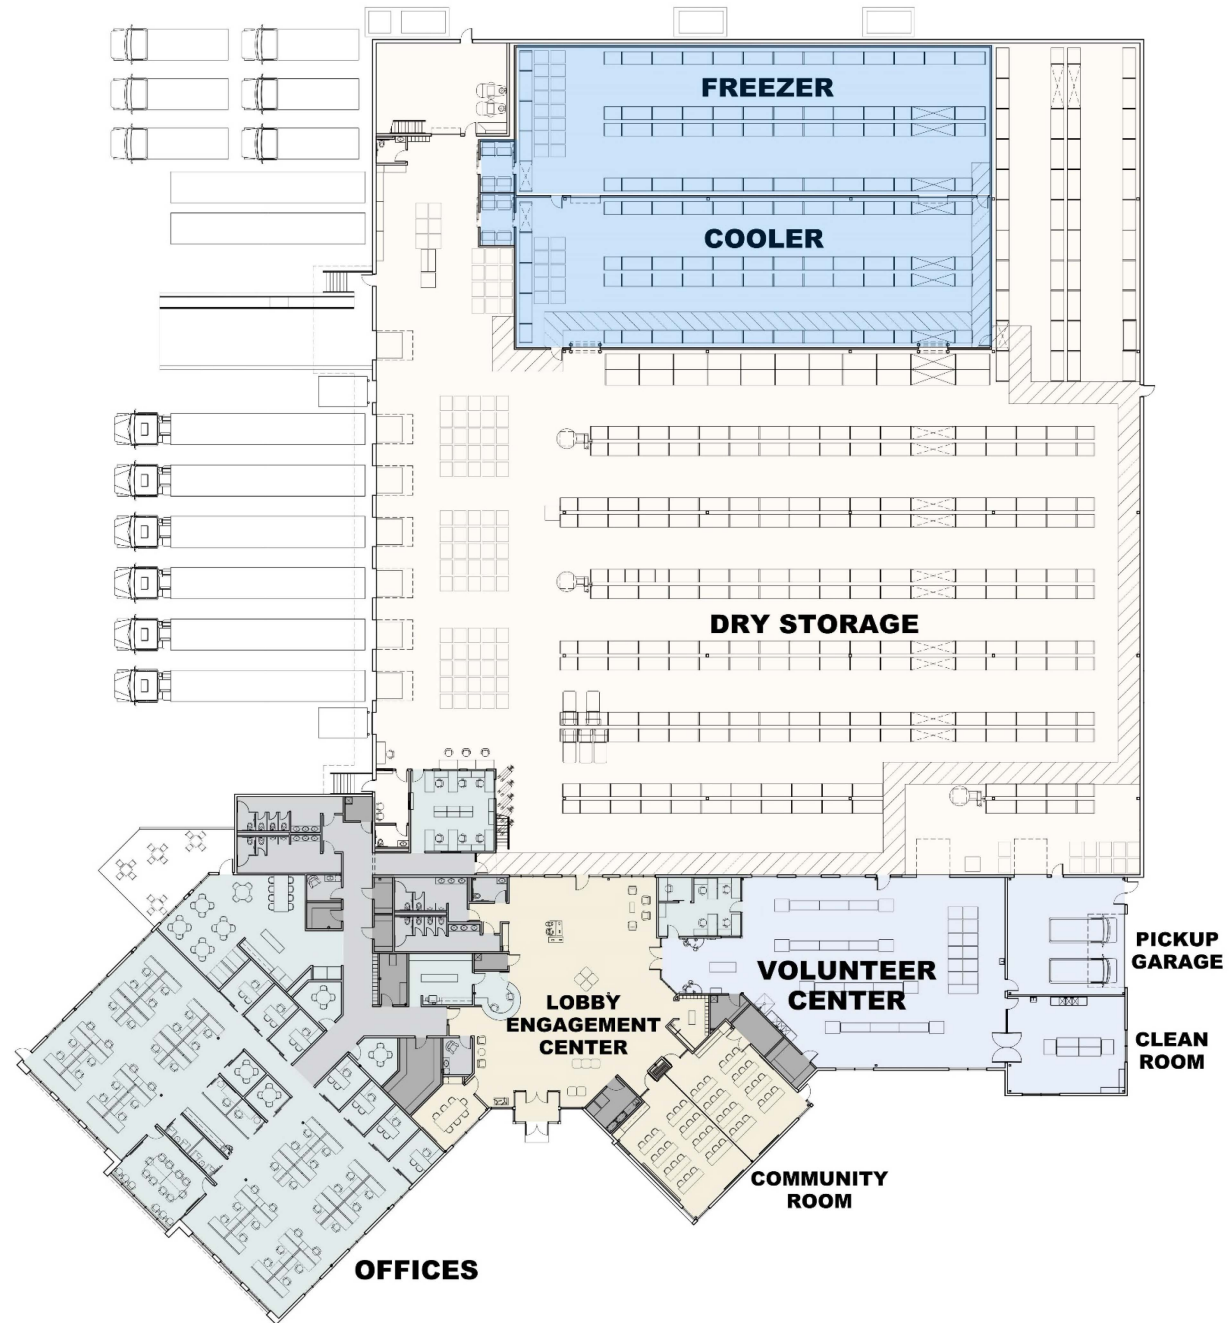 FREEZER
COOLER
DRY STORAGE
PICKUP
GARAGE
VOLUNTEER
CENTER
LOBBY
ENGAGEMENT
CENTER
CLEAN
ROOM
COMMUNITY
ROOM
OFFICES